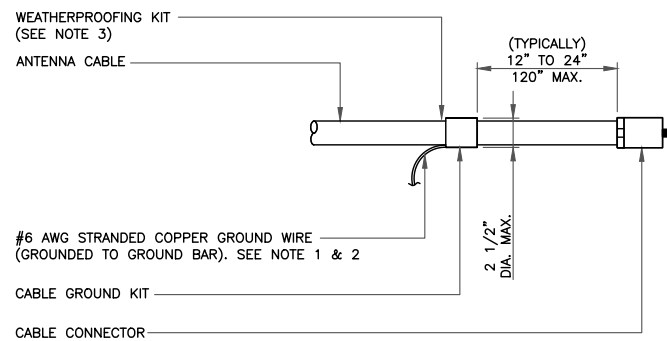 WEATHERPROOFING KIT
(SEE NOTE 3)
ANTENNA CABLE
(TYPICALLY)
12" TO 24"
120" MAX.
2 1/2"
DIA. MAX.
#6 AWG STRANDED COPPER GROUND WIRE
(GROUNDED TO GROUND BAR). SEE NOTE 1 & 2
CABLE GROUND KIT
CABLE CONNECTOR